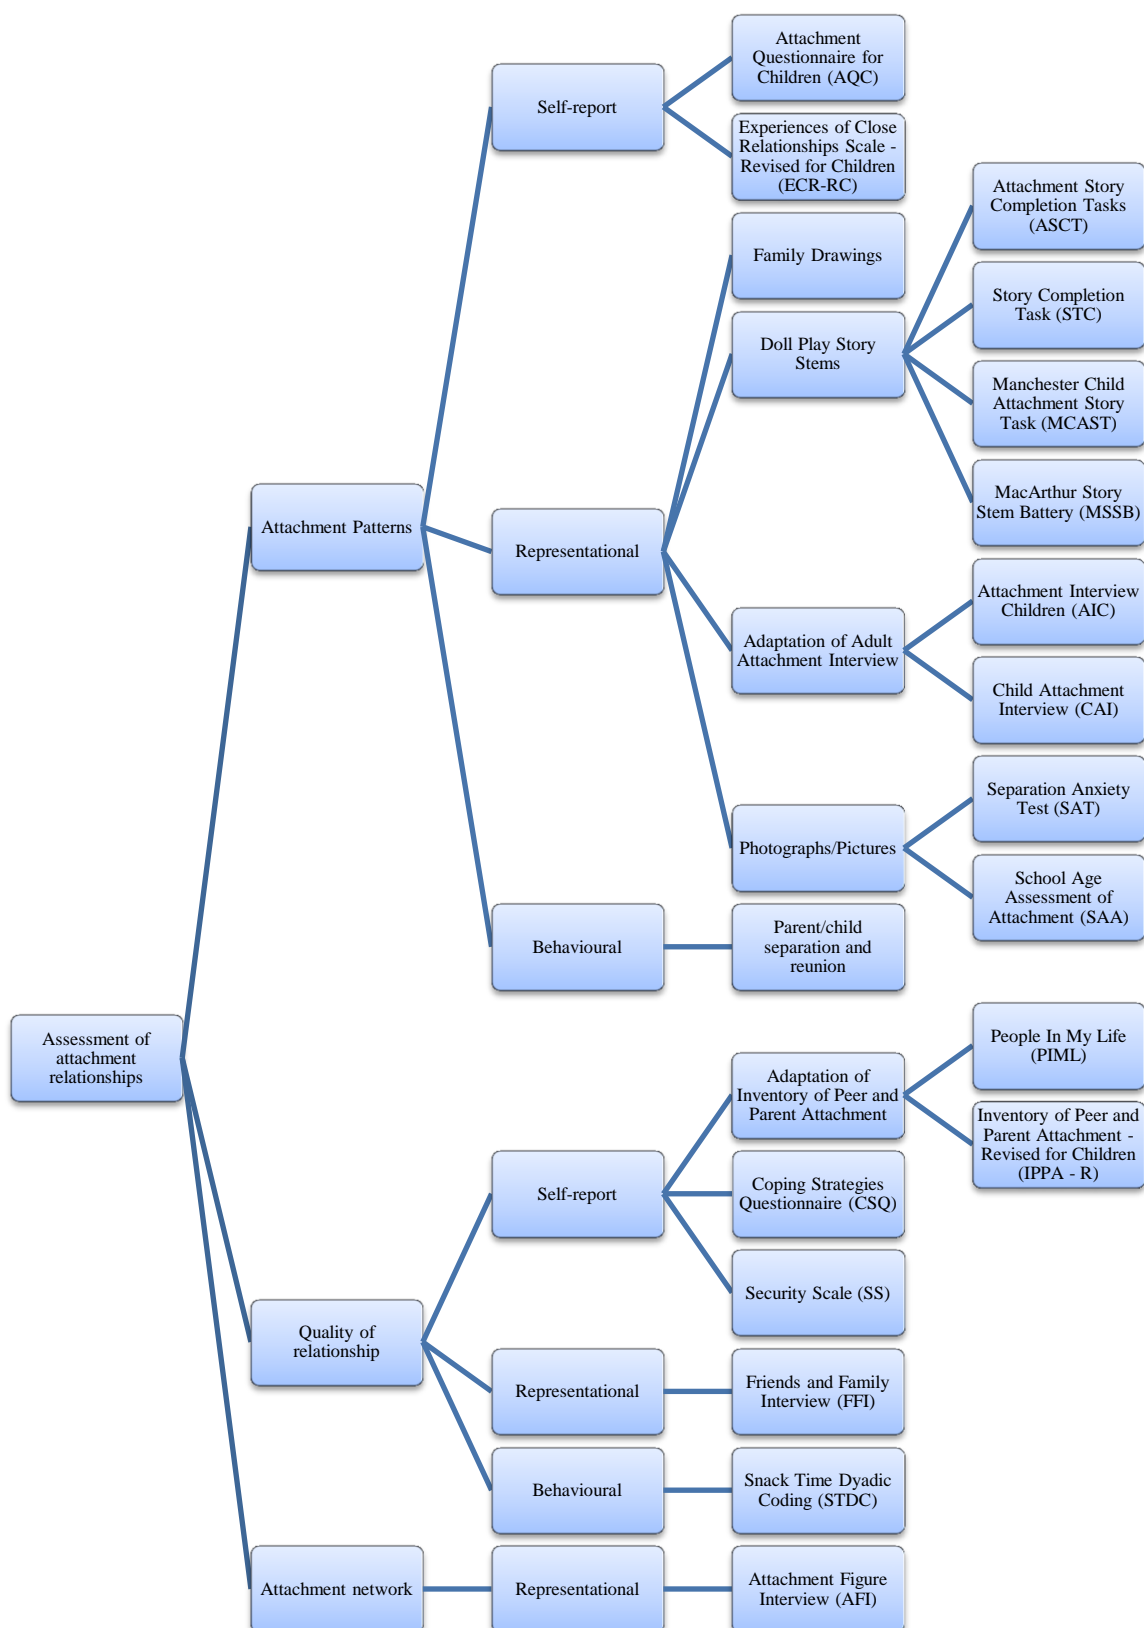 Attachment
Questionnaire for
Children (AQC)
Self-report
Experiences of Close
Relationships Scale -
Revised for Children
(ECR-RC)
Attachment Story
Completion Tasks
(ASCT)
Family Drawings
Story Completion
Task (STC)
Doll Play Story
Stems
Manchester Child
Attachment Story
Task (MCAST)
MacArthur Story
Stem Battery (MSSB)
Attachment Patterns
Representational
Attachment Interview
Children (AIC)
Adaptation of Adult
Attachment Interview
Child Attachment
Interview (CAI)
Separation Anxiety
Test (SAT)
Photographs/Pictures
School Age
Assessment of
Attachment (SAA)
Behavioural
Parent/child
separation and
reunion
Assessment of
attachment
relationships
People In My Life
(PIML)
Adaptation of
Inventory of Peer and
Parent Attachment
Inventory of Peer and
Parent Attachment -
Revised for Children
(IPPA - R)
Self-report
Coping Strategies
Questionnaire (CSQ)
Security Scale (SS)
Quality of
relationship
Representational
Friends and Family
Interview (FFI)
Behavioural
Snack Time Dyadic
Coding (STDC)
Attachment network
Representational
Attachment Figure
Interview (AFI)